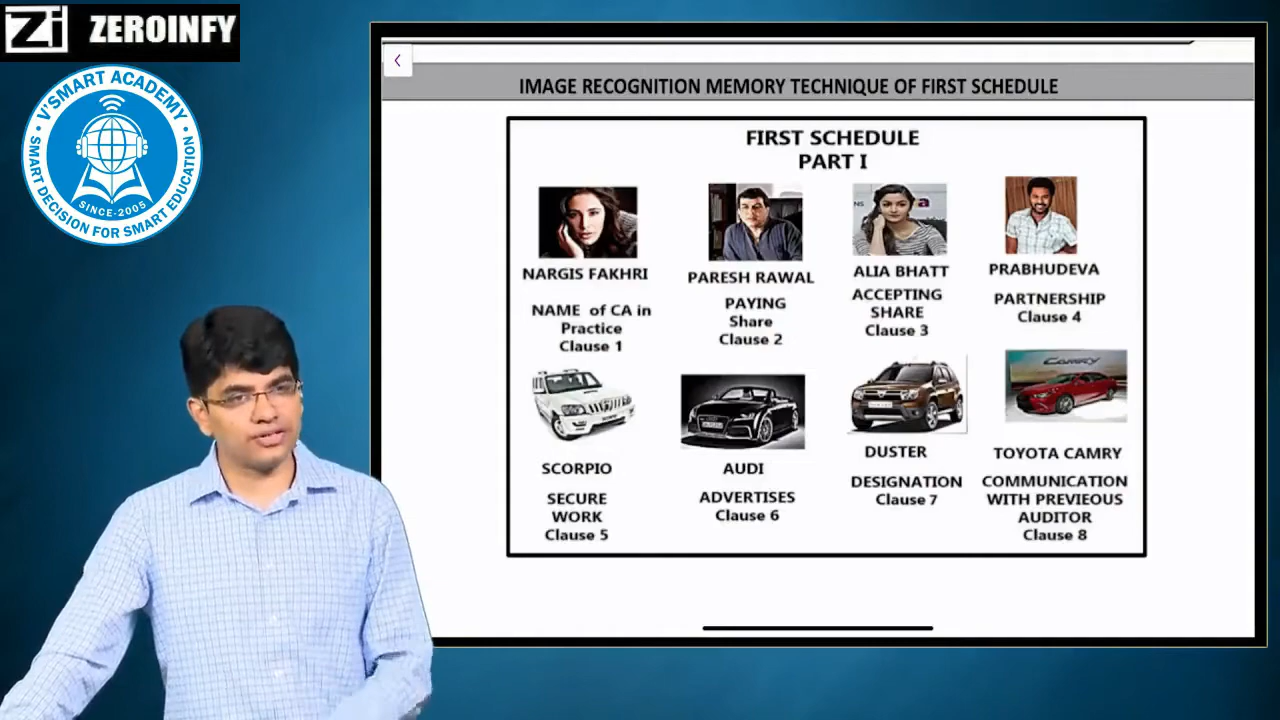 Zi ZEROINFY
V'SMART ACADEMY
SMART DECISION FOR SMART EDUCATION
SINCE-2005
IMAGE RECOGNITION MEMORY TECHNIQUE OF FIRST SCHEDULE
FIRST SCHEDULE
PART I
NARGIS FAKHRI
NAME of CA in
Practice
Clause 1
PARESH RAWAL
PAYING
Share
Clause 2
ALIA BHATT
ACCEPTING
SHARE
Clause 3
PRABHUDEVA
PARTNERSHIP
Clause 4
SCORPIO
SECURE
WORK
Clause 5
AUDI
ADVERTISES
Clause 6
DUSTER
DESIGNATION
Clause 7
CAMRY
TOYOTA CAMRY
COMMUNICATION
WITH PREVIEOUS
AUDITOR
Clause 8